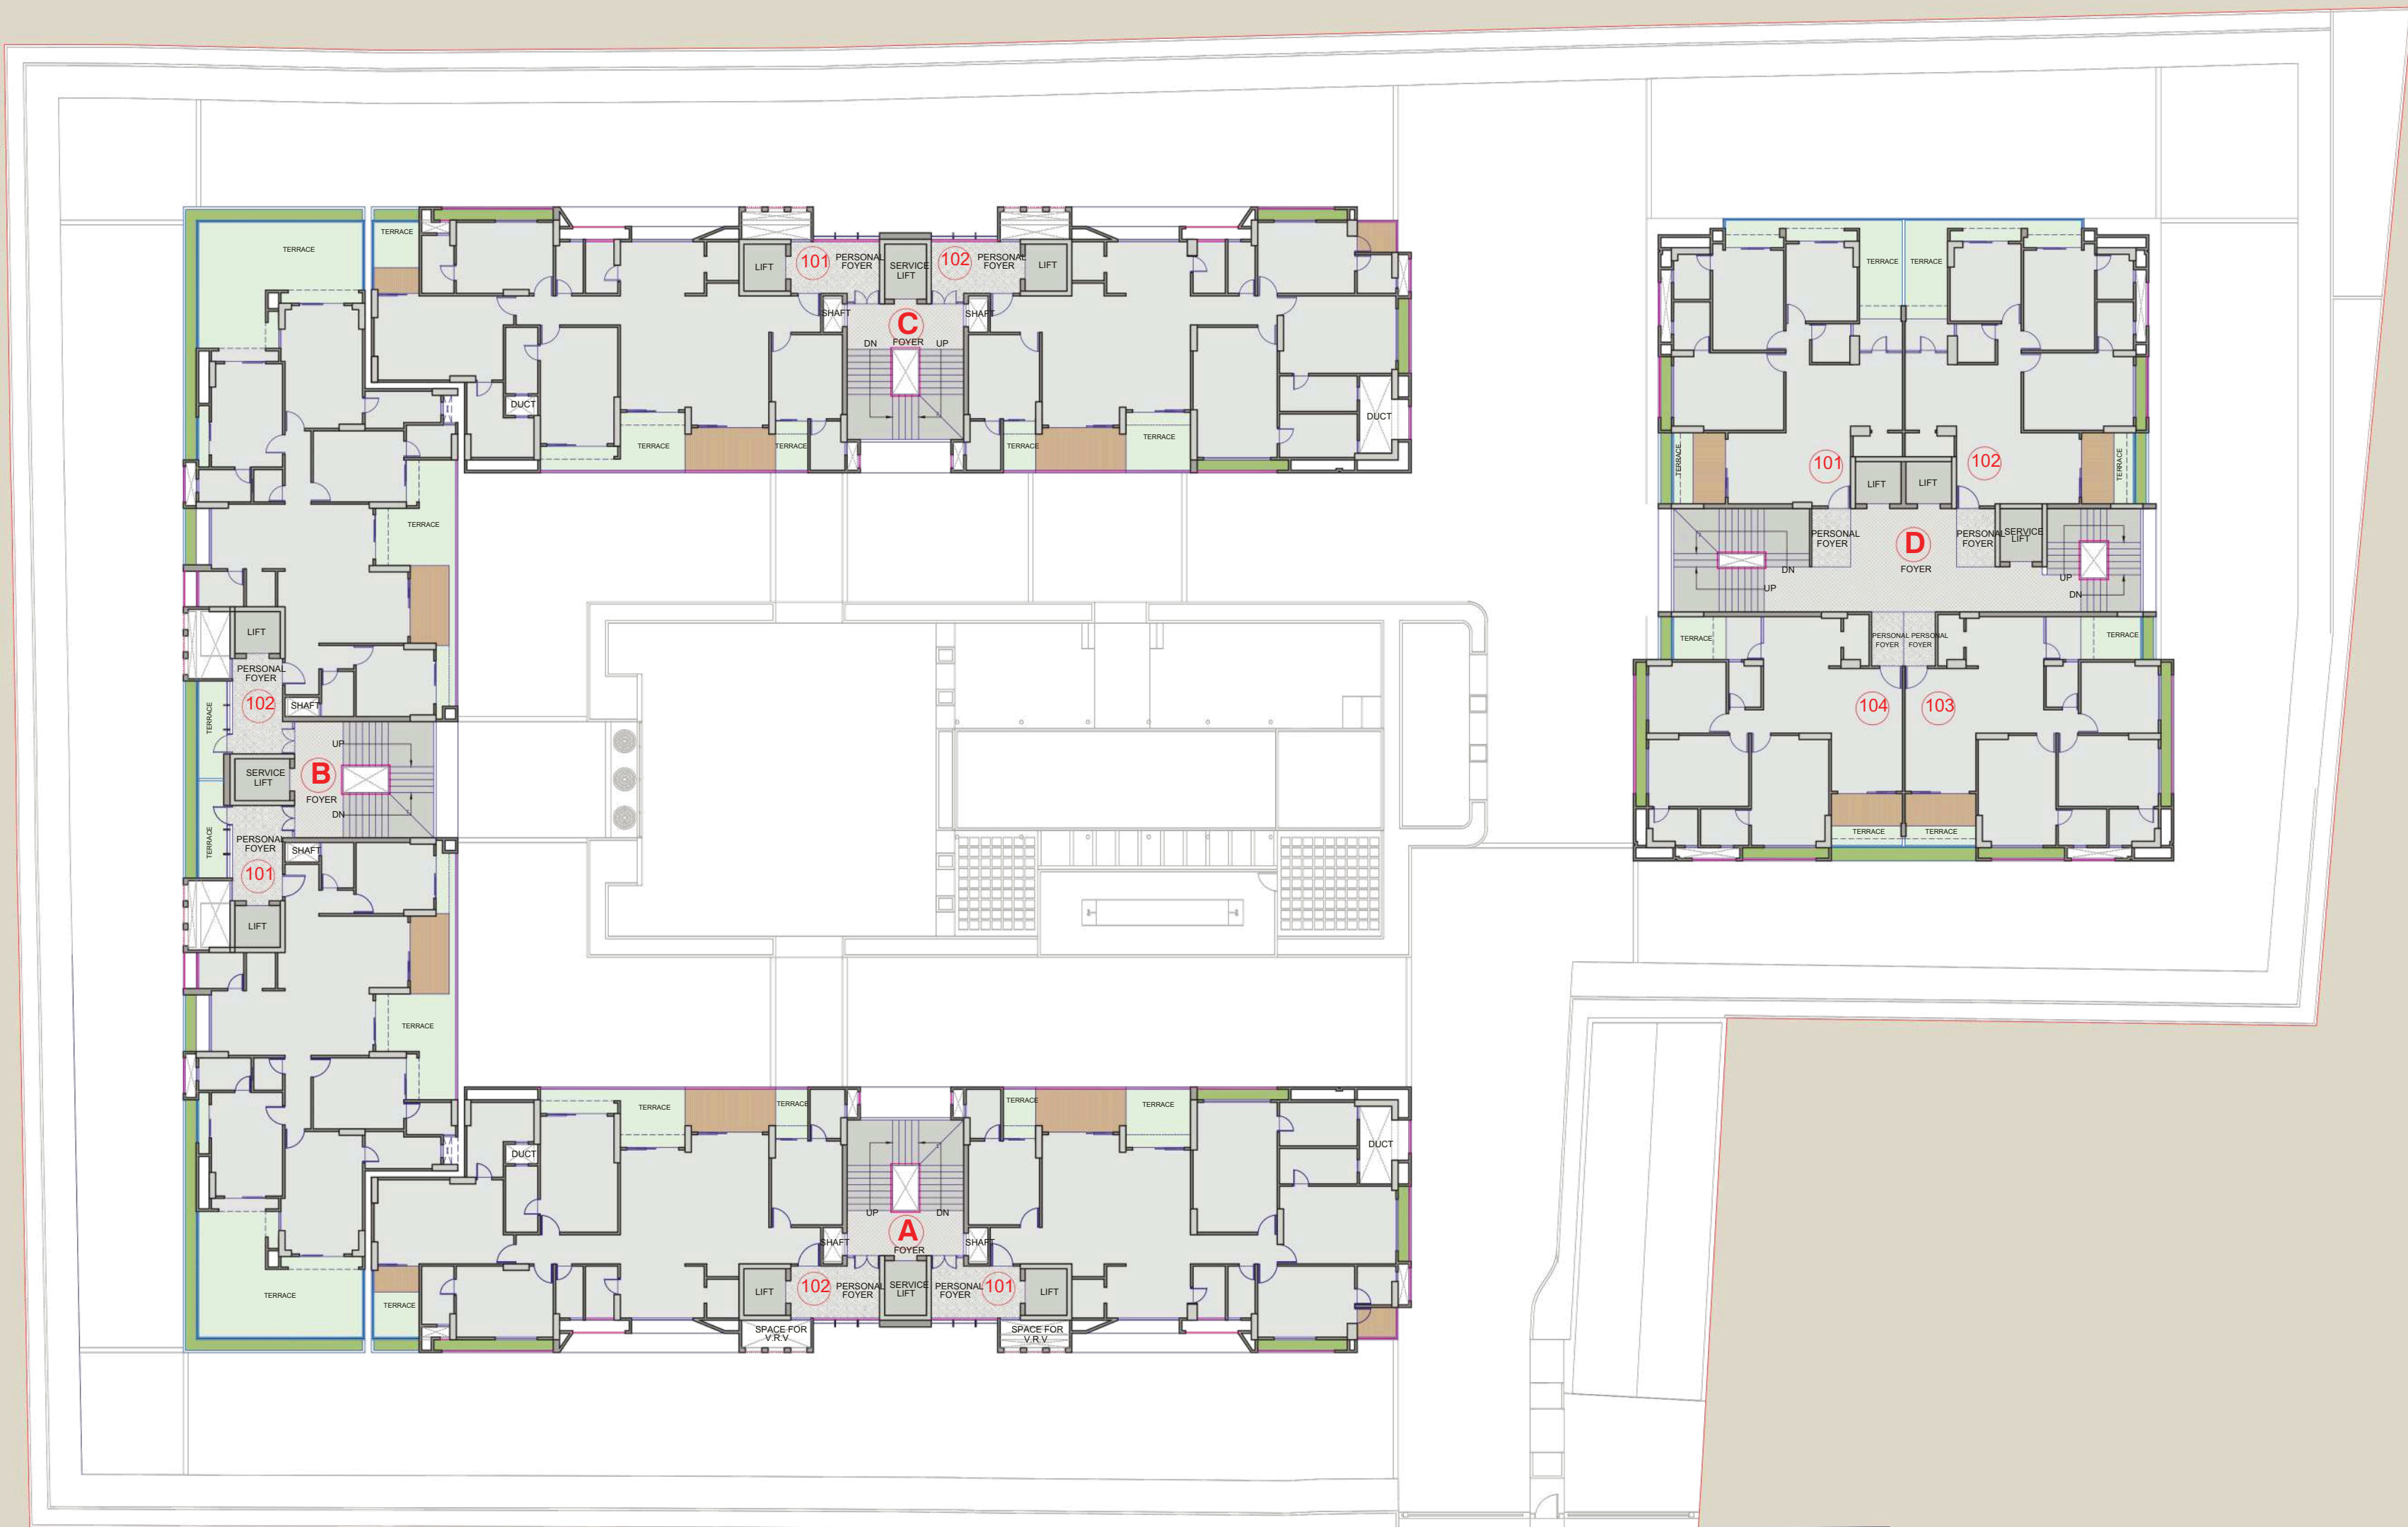 TERRACE
TERRACE
LIFT
101
PERSONAL
FOYER
SERVICE
LIFT
102
PERSONAL
FOYER
LIFT
SHAFT
C
SHAFT
DN
FOYER
UP
DUCT
DUCT
TERRACE
TERRACE
TERRACE
TERRACE
TERRACE
TERRACE
TERRACE
TERRACE
TERRACE
101
102
LIFT
LIFT
PERSONAL
FOYER
D
FOYER
PERSONAL
FOYER
SERVICE
LIFT
DN
UP
UP
DN
TERRACE
PERSONAL
FOYER
PERSONAL
FOYER
TERRACE
104
103
TERRACE
TERRACE
LIFT
PERSONAL
FOYER
102
SHAFT
TERRACE
UP
SERVICE
LIFT
B
FOYER
DN
TERRACE
PERSONAL
FOYER
SHAFT
101
LIFT
TERRACE
TERRACE
TERRACE
TERRACE
TERRACE
TERRACE
TERRACE
DUCT
DUCT
UP
DN
A
SHAFT
FOYER
SHAFT
LIFT
102
PERSONAL
FOYER
SERVICE
LIFT
PERSONAL
FOYER
101
LIFT
SPACE FOR
V.R.V
SPACE FOR
V.R.V